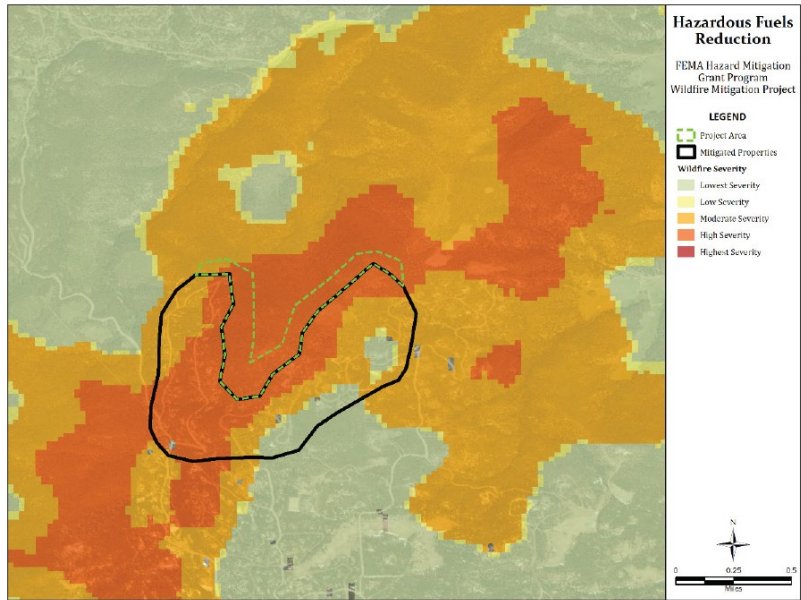 Hazardous Fuels
Reduction
FEMA Hazard Mitigation
Grant Program
Wildfire Mitigation Project
LEGEND
Project Area
Mitigated Properties
Wildfire Severity
Lowest Severity
Low Severity
Moderate Severity
High Severity
Highest Severity
N
0 0.25 0.5
Miles